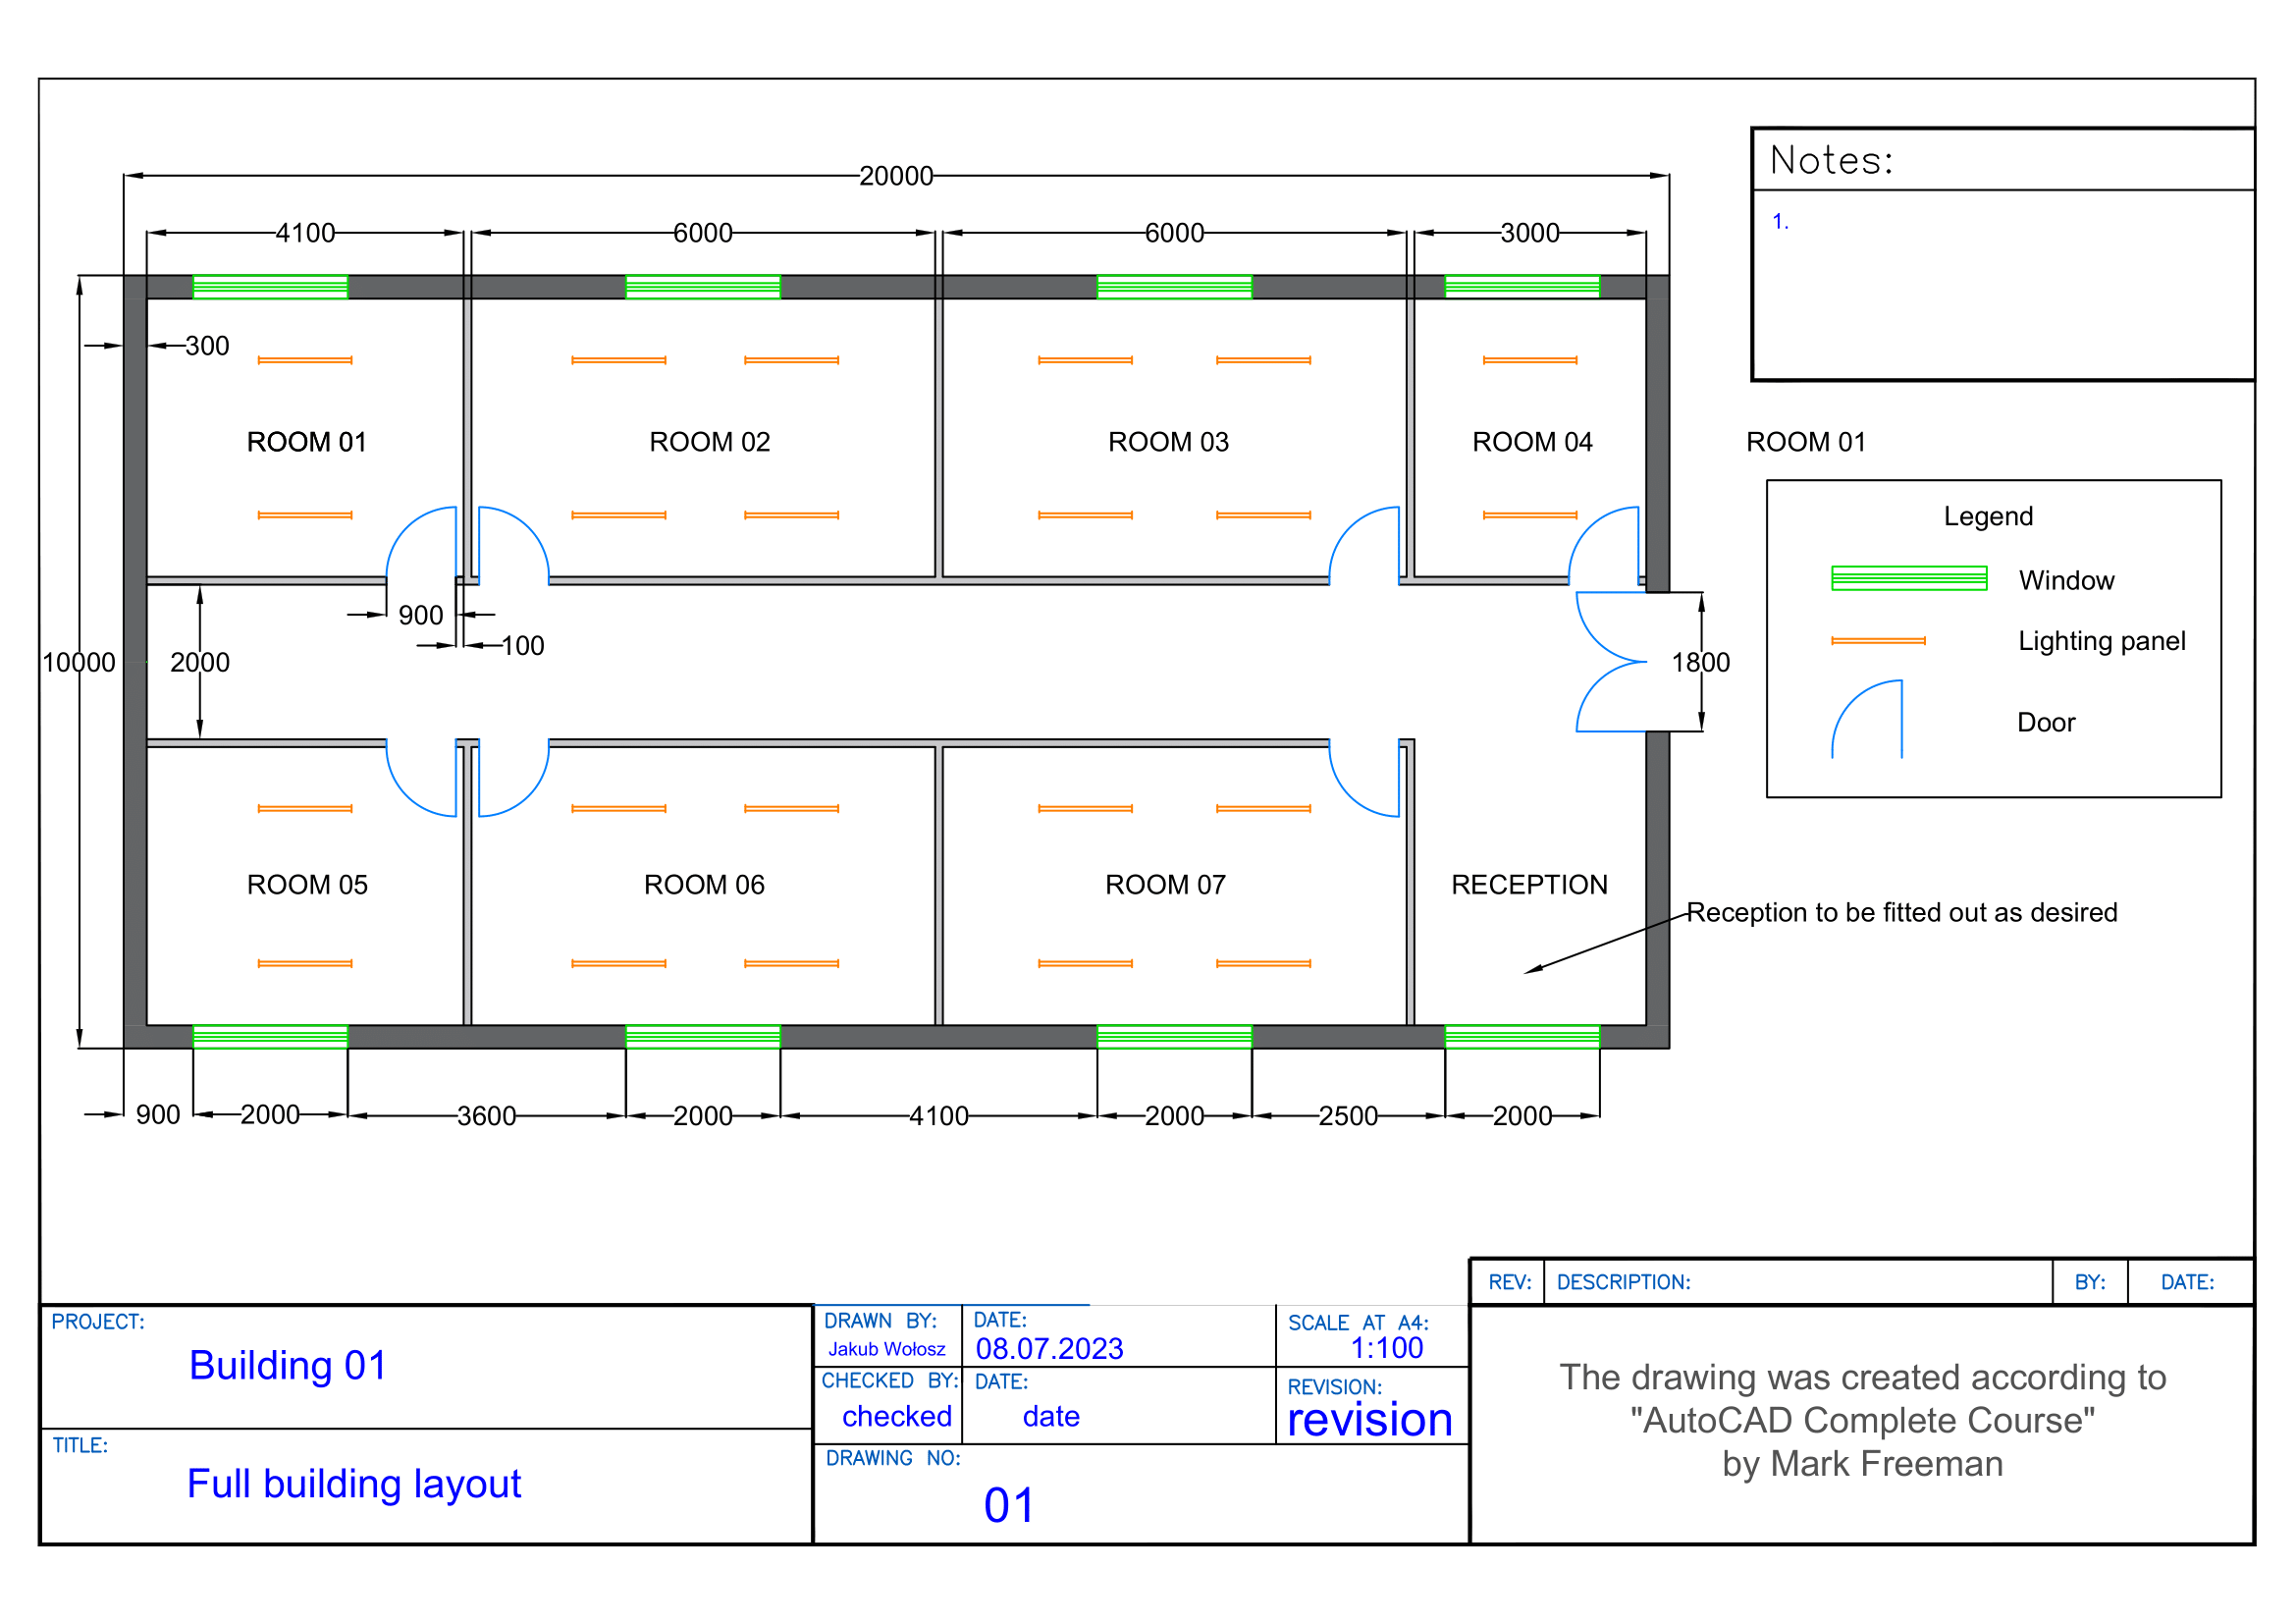 20000
4100
6000
6000
3000
Notes:
1.
300
ROOM 01
ROOM 02
ROOM 03
ROOM 04
ROOM 01
Legend
Window
Lighting panel
Door
900
100
10000
2000
1800
ROOM 05
ROOM 06
ROOM 07
RECEPTION
Reception to be fitted out as desired
900
2000
3600
2000
4100
2000
2500
2000
REV:
DESCRIPTION:
BY:
DATE:
PROJECT:
Building 01
TITLE:
Full building layout
DRAWN BY:
Jakub Wołosz
DATE:
08.07.2023
SCALE AT A4:
1:100
CHECKED BY:
checked
DATE:
date
REVISION:
revision
DRAWING NO:
01
The drawing was created according to
"AutoCAD Complete Course"
by Mark Freeman